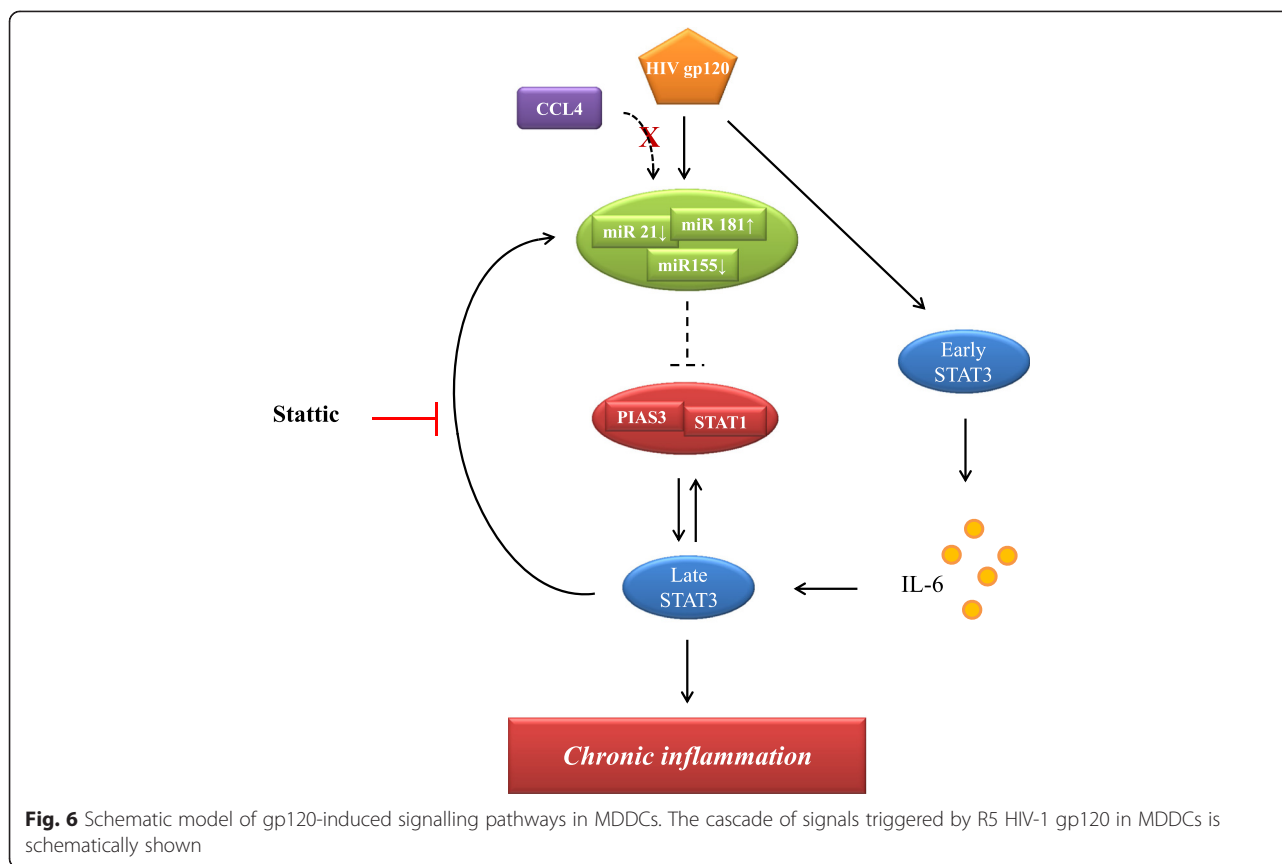 HIV gp120
CCL4
X
miR 21↓
miR 181↑
miR155↓
Early
STAT3
PIAS3
STAT1
Stattic
Late
STAT3
IL-6
Chronic inflammation
Fig. 6 Schematic model of gp120-induced signalling pathways in MDDCs. The cascade of signals triggered by R5 HIV-1 gp120 in MDDCs is
schematically shown